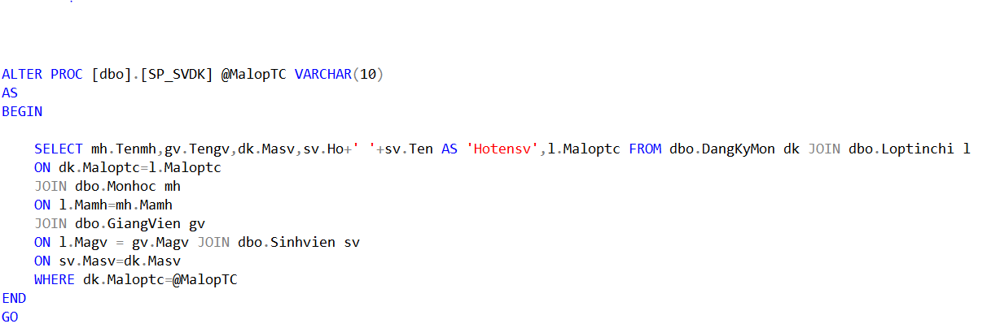 ALTER PROC [dbo].[SP_SVDK] @MalopTC VARCHAR(10)
AS
BEGIN
SELECT mh.Tenmh,gv.Tengv,dk.Masv,sv.Ho+' '+sv.Ten AS 'Hotensv',l.Maloptc FROM dbo.DangKyMon dk JOIN dbo.Loptinchi l
ON dk.Maloptc=l.Maloptc
JOIN dbo.Monhoc mh
ON l.Mamh=mh.Mamh
JOIN dbo.GiangVien gv
ON l.Magv = gv.Magv JOIN dbo.Sinhvien sv
ON sv.Masv=dk.Masv
WHERE dk.Maloptc=@MalopTC
END
GO